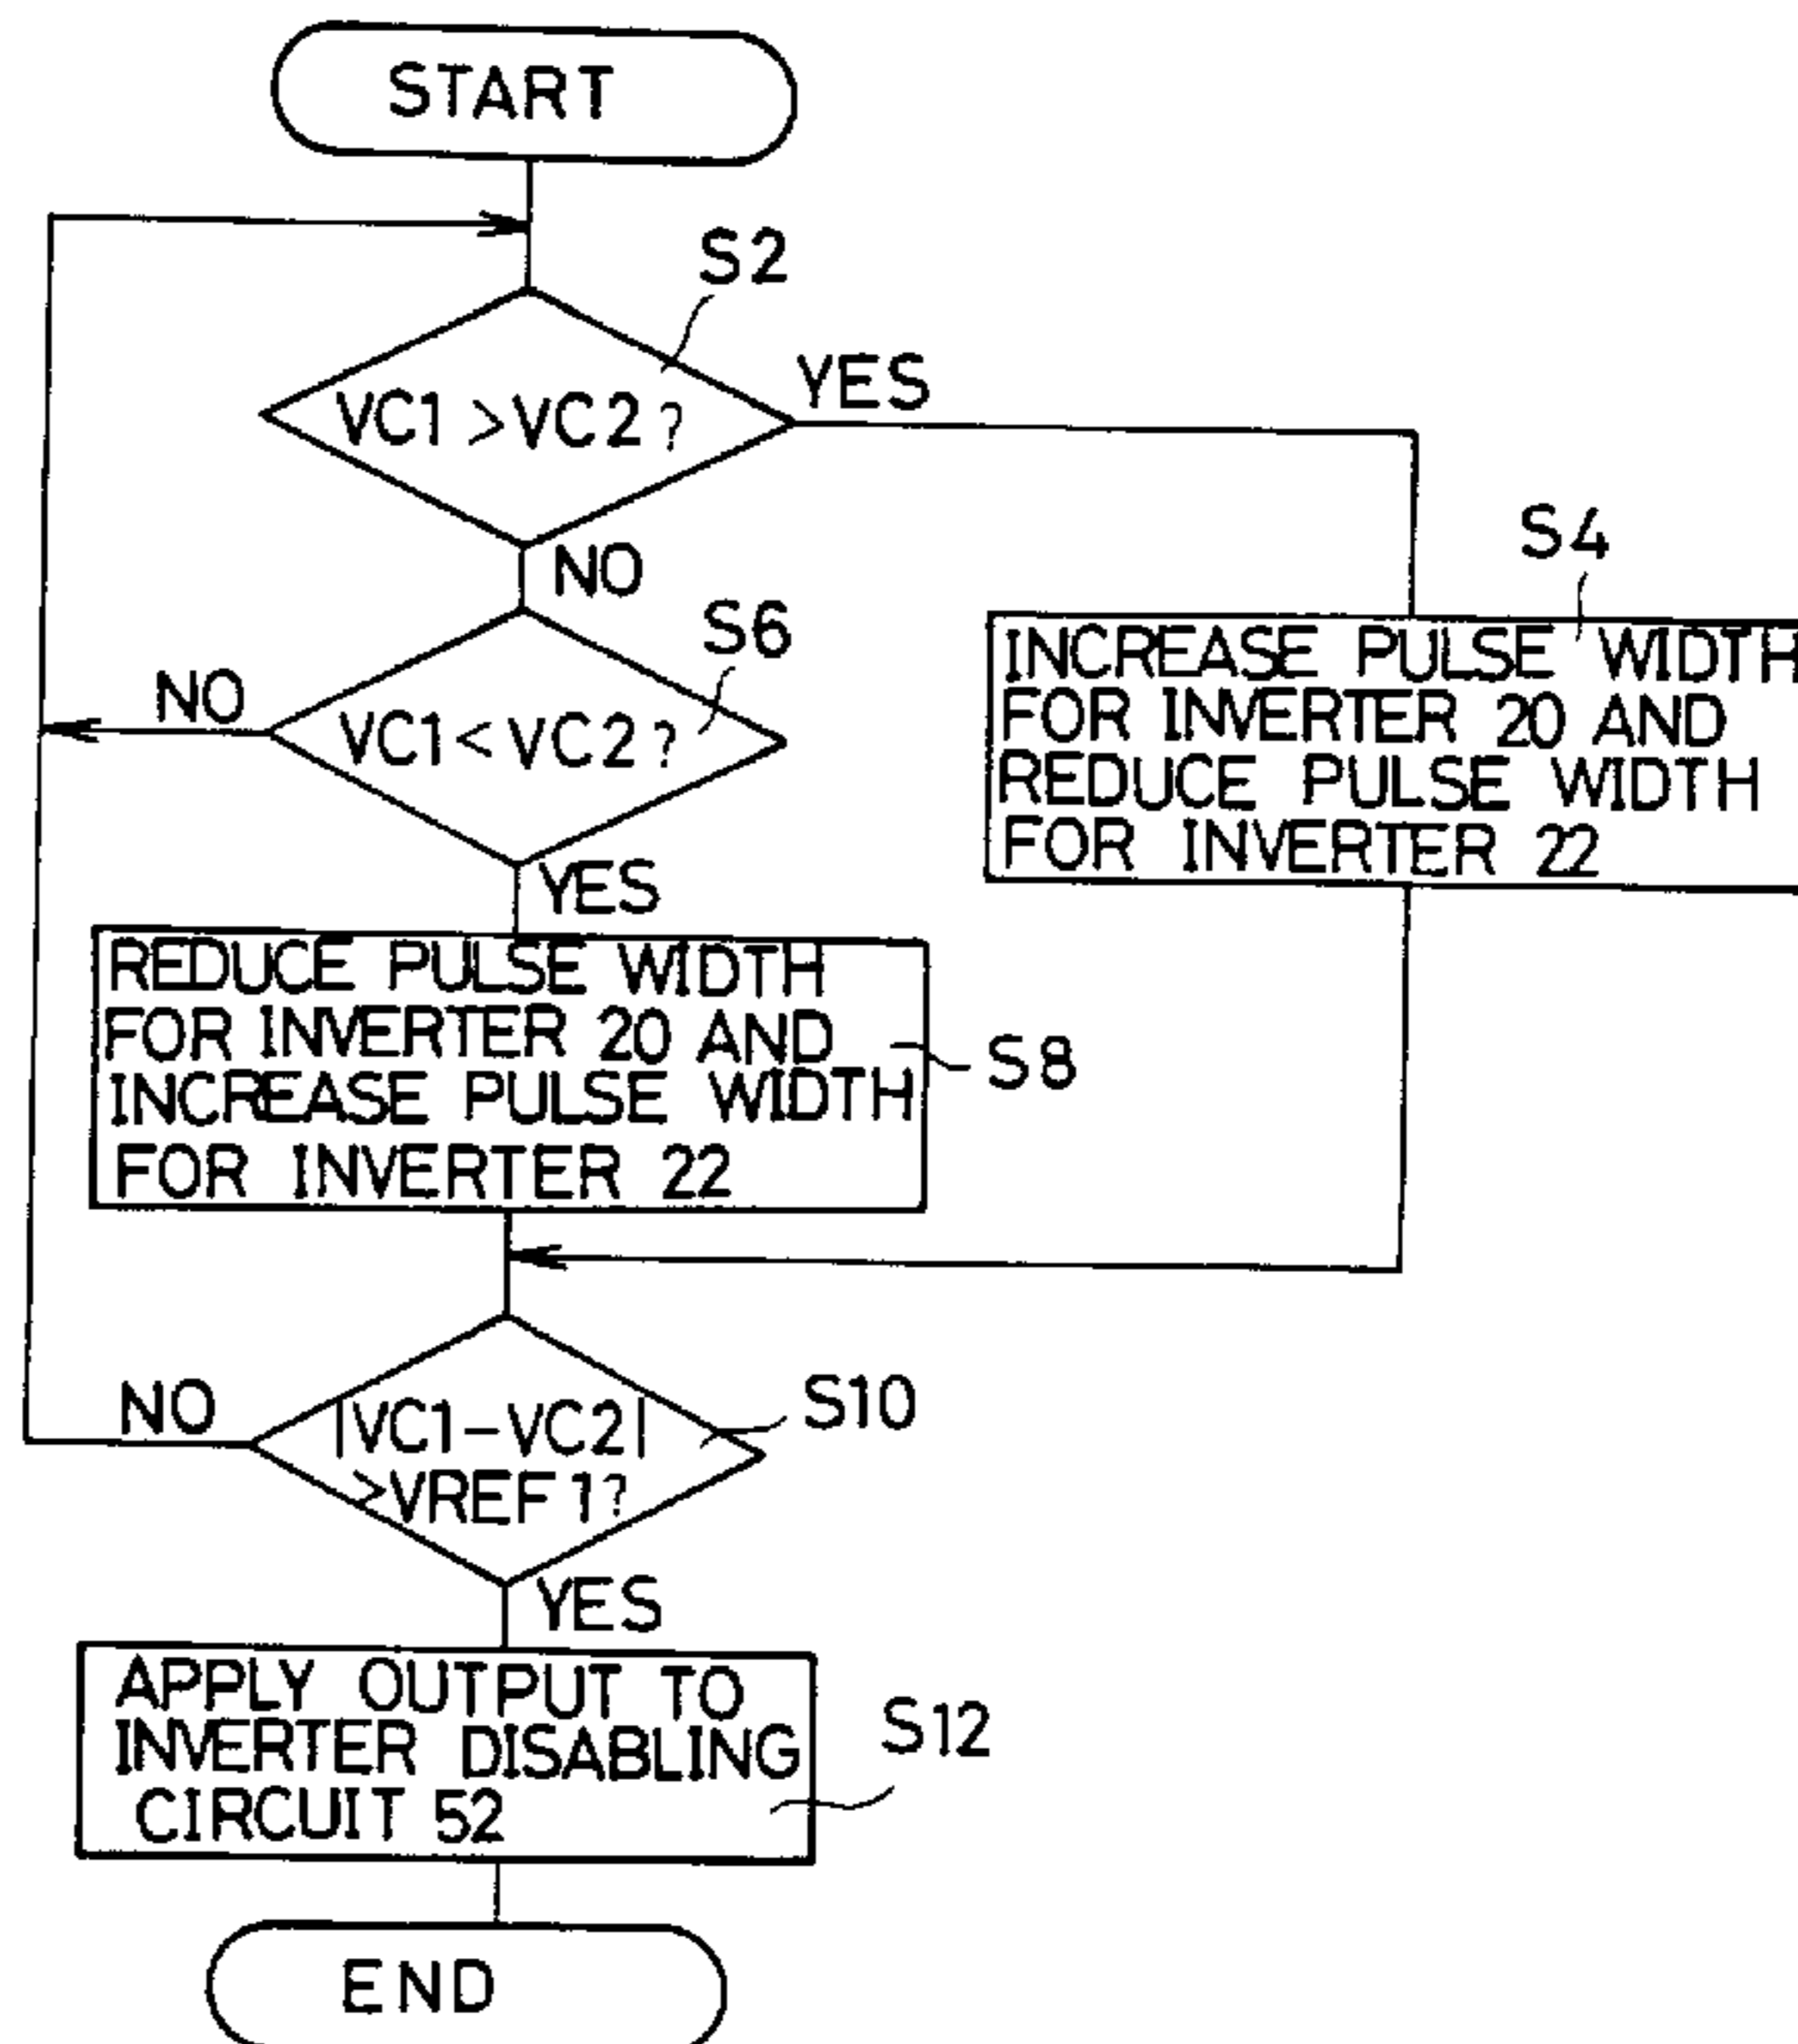 START
S2
VC1 > VC2 ?
YES
NO
S4
INCREASE PULSE WIDTH
FOR INVERTER 20 AND
REDUCE PULSE WIDTH
FOR INVERTER 22
S6
VC1 < VC2 ?
NO
YES
REDUCE PULSE WIDTH
FOR INVERTER 20 AND
INCREASE PULSE WIDTH
FOR INVERTER 22
S8
S10
|VC1-VC2|
>VREF1?
NO
YES
APPLY OUTPUT TO
INVERTER DISABLING
CIRCUIT 52
S12
END